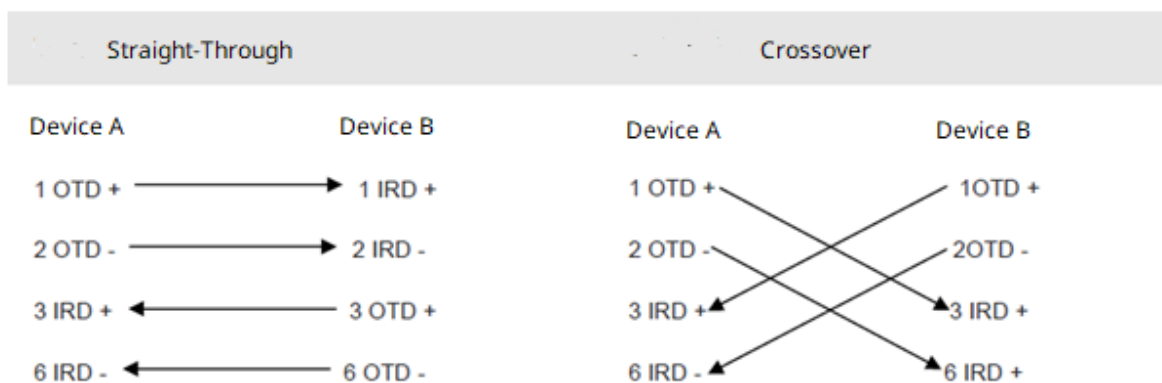 Straight-Through
Crossover
Device A
Device B
1 OTD +
1 IRD +
2 OTD -
2 IRD -
3 IRD +
3 OTD +
6 IRD -
6 OTD -
Device A
Device B
1 OTD +
1OTD +
2 OTD -
2OTD -
3 IRD +
3 IRD +
6 IRD -
6 IRD +